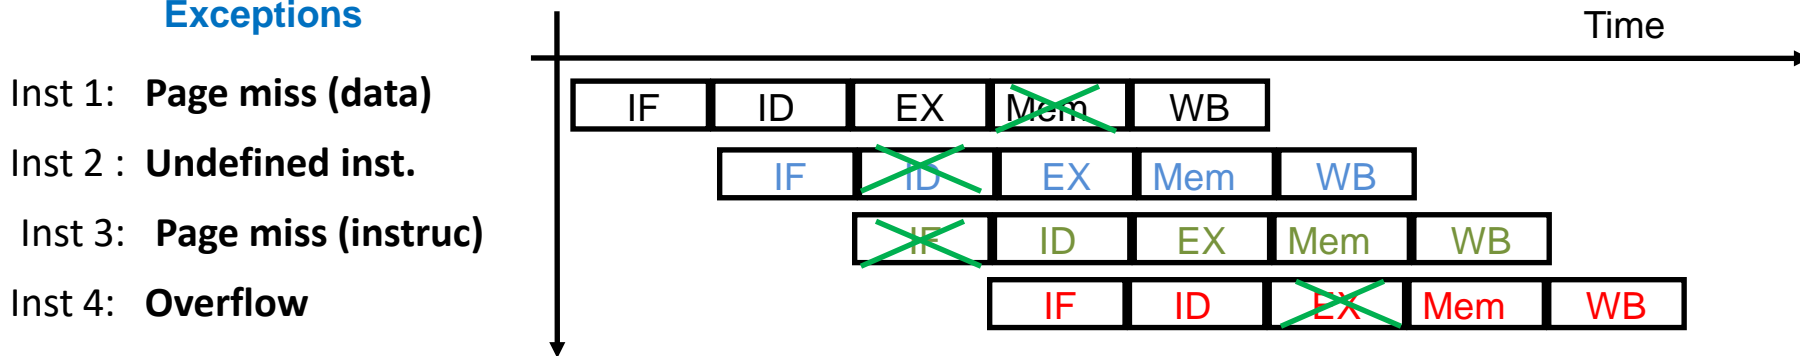 Exceptions
Time
Inst 1: Page miss (data)
IF ID EX Mem WB
Inst 2 : Undefined inst.
IF ID EX Mem WB
Inst 3: Page miss (instruc)
IF ID EX Mem WB
Inst 4: Overflow
IF ID EX Mem WB